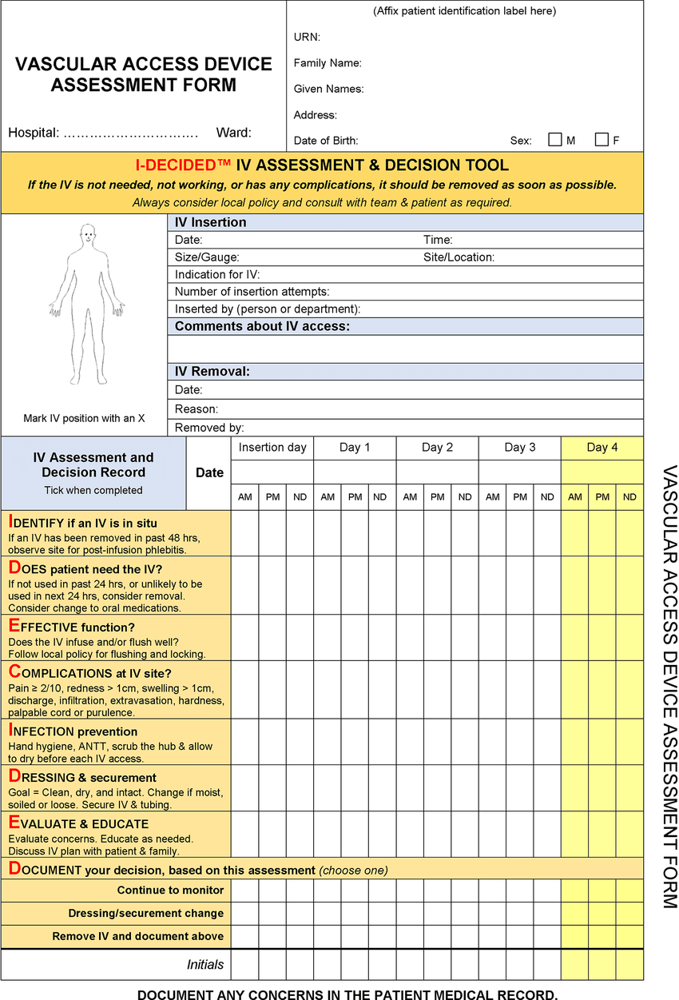 (Affix patient identification label here)
VASCULAR ACCESS DEVICE
ASSESSMENT FORM
Hospital: …………………………. Ward:
URN:
Family Name:
Given Names:
Address:
Date of Birth: Sex: M F
I-DECIDED™ IV ASSESSMENT & DECISION TOOL
If the IV is not needed, not working, or has any complications, it should be removed as soon as possible.
Always consider local policy and consult with team & patient as required.
Mark IV position with an X
IV Insertion
Date: Time:
Size/Gauge: Site/Location:
Indication for IV:
Number of insertion attempts:
Inserted by (person or department):
Comments about IV access:
IV Removal:
Date:
Reason:
Removed by:
IV Assessment and
Decision Record
Tick when completed
Date
Insertion day Day 1 Day 2 Day 3 Day 4
AM PM ND AM PM ND AM PM ND AM PM ND AM PM ND
IDENTIFY if an IV is in situ
If an IV has been removed in past 48 hrs,
observe site for post-infusion phlebitis.
DOES patient need the IV?
If not used in past 24 hrs, or unlikely to be
used in next 24 hrs, consider removal.
Consider change to oral medications.
EFFECTIVE function?
Does the IV infuse and/or flush well?
Follow local policy for flushing and locking.
COMPLICATIONS at IV site?
Pain ≥ 2/10, redness > 1cm, swelling > 1cm,
discharge, infiltration, extravasation, hardness,
palpable cord or purulence.
INFECTION prevention
Hand hygiene, ANTT, scrub the hub & allow
to dry before each IV access.
DRESSING & securement
Goal = Clean, dry, and intact. Change if moist,
soiled or loose. Secure IV & tubing.
EVALUATE & EDUCATE
Evaluate concerns. Educate as needed.
Discuss IV plan with patient & family.
DOCUMENT your decision, based on this assessment (choose one)
Continue to monitor
Dressing/securement change
Remove IV and document above
Initials
DOCUMENT ANY CONCERNS IN THE PATIENT MEDICAL RECORD.
VASCULAR ACCESS DEVICE ASSESSMENT FORM